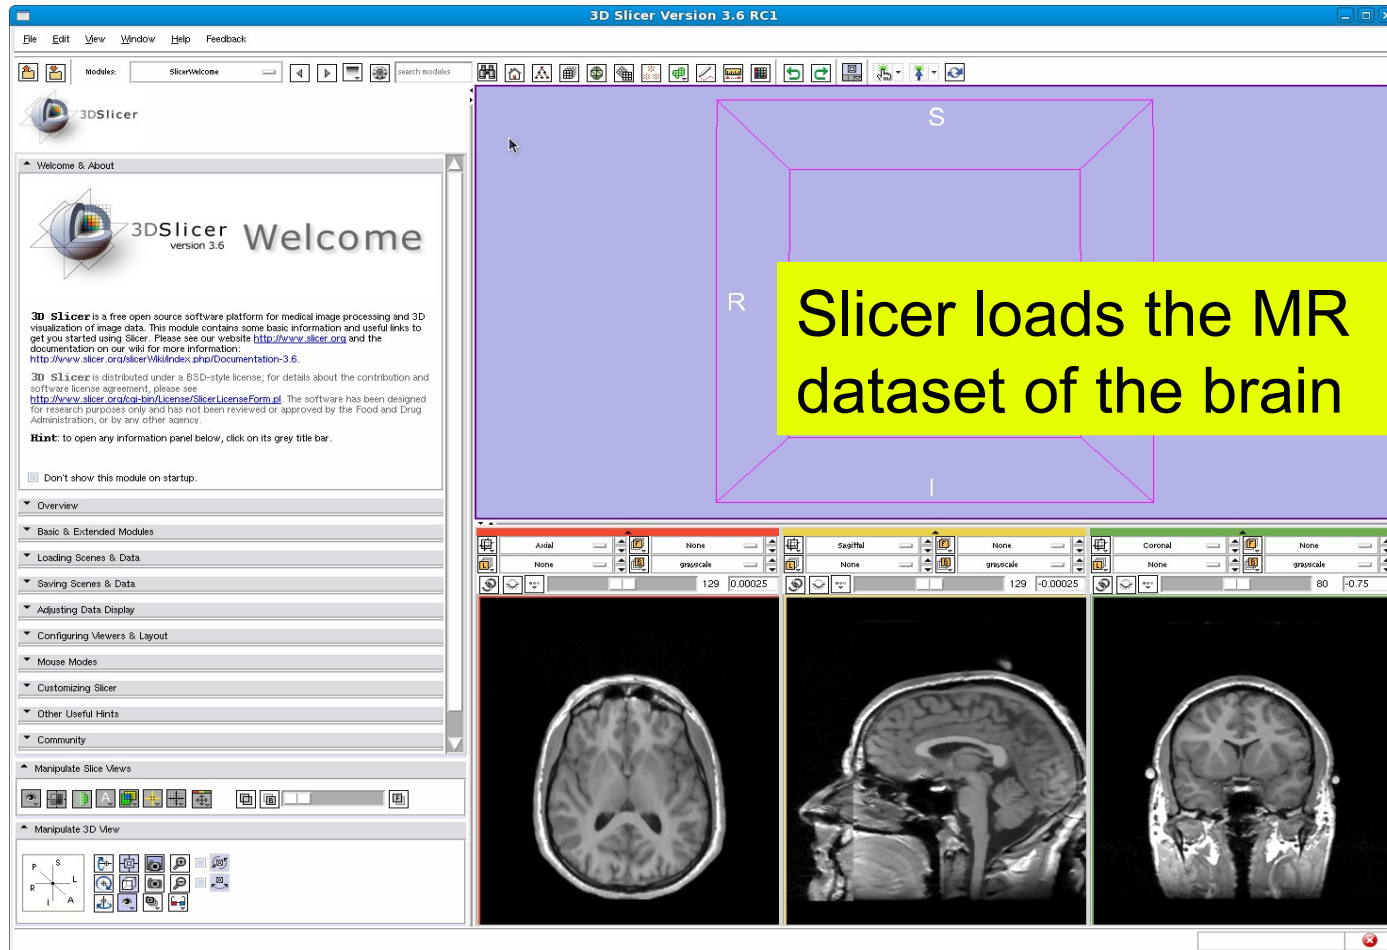 3D Slicer Version 3.6 RC1
File Edit View Window Help Feedback
Modules: SlicerWelcome search modules
3DSlicer
Welcome & About
3DSlicer Welcome
version 3.6
3D Slicer is a free open source software platform for medical image processing and 3D
visualization of image data. This module contains some basic information and useful links to
get you started using Slicer. Please see our website http://www.slicer.org and the
documentation on our wiki for more information:
http://www.slicer.org/slicerWiki/index.php/Documentation-3.6.
3D Slicer is distributed under a BSD-style license; for details about the contribution and
software license agreement, please see
http://www.slicer.org/cgi-bin/License/SlicerLicenseForm.pl. The software has been designed
for research purposes only and has not been reviewed or approved by the Food and Drug
Administration, or by any other agency.
Hint: to open any information panel below, click on its grey title bar.
Don't show this module on startup.
Overview
Basic & Extended Modules
Loading Scenes & Data
Saving Scenes & Data
Adjusting Data Display
Configuring Viewers & Layout
Mouse Modes
Customizing Slicer
Other Useful Hints
Community
Manipulate Slice Views
Manipulate 3D View
P S
R L
I A
S
R
I
Slicer loads the MR
dataset of the brain
Axial None
None grayscale
129 0.00025
Sagittal None
None grayscale
129 -0.00025
Coronal None
None grayscale
80 -0.75